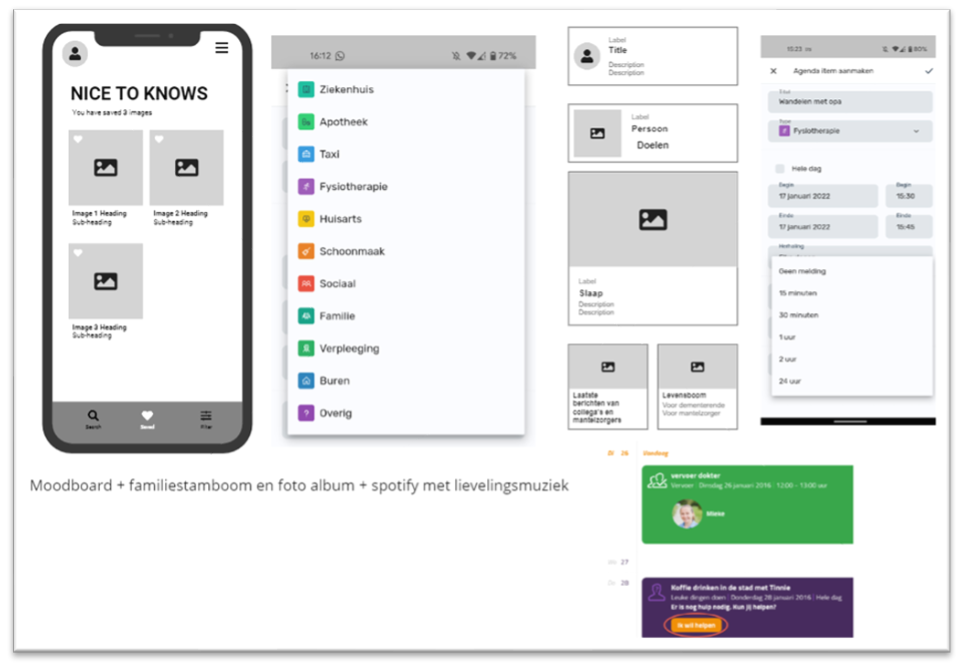 NICE TO KNOWS
You have saved 3 images
Image 1 Heading
Sub-heading
Image 2 Heading
Sub-heading
Image 3 Heading
Sub-heading
Search
Saved
Filter
16:12
72%
Ziekenhuis
Apotheek
Taxi
Fysiotherapie
Huisarts
Schoonmaak
Sociaal
Familie
Verpleeging
Buren
Overig
Label
Title
Description
Description
Label
Persoon
Doelen
Label
Slaap
Description
Description
Laatste
berichten van
collega's en
mantelzorgers
Levensboom
Voor dementerende
Voor mantelzorger
80%
Agenda item aanmaken
Titel
Wandelen met opa
Type
Fysiotherapie
Hele dag
Begin
17 januari 2022
Begin
15:30
Einde
17 januari 2022
Einde
15:45
Herhaling
Geen melding
15 minuten
30 minuten
1 uur
2 uur
24 uur
Moodboard + familiestamboom en foto album + spotify met lievelingsmuziek
Di 26
Vandaag
vervoer dokter
Vervoer | Dinsdag 26 januari 2016 | 12:00 - 13:00 uur
Mieke
Wo 27
Do 28
Koffie drinken in de stad met Tinnie
Leuke dingen doen | Donderdag 28 januari 2016 | Hele dag
Er is nog hulp nodig. Kun jij helpen?
Ik wil helpen